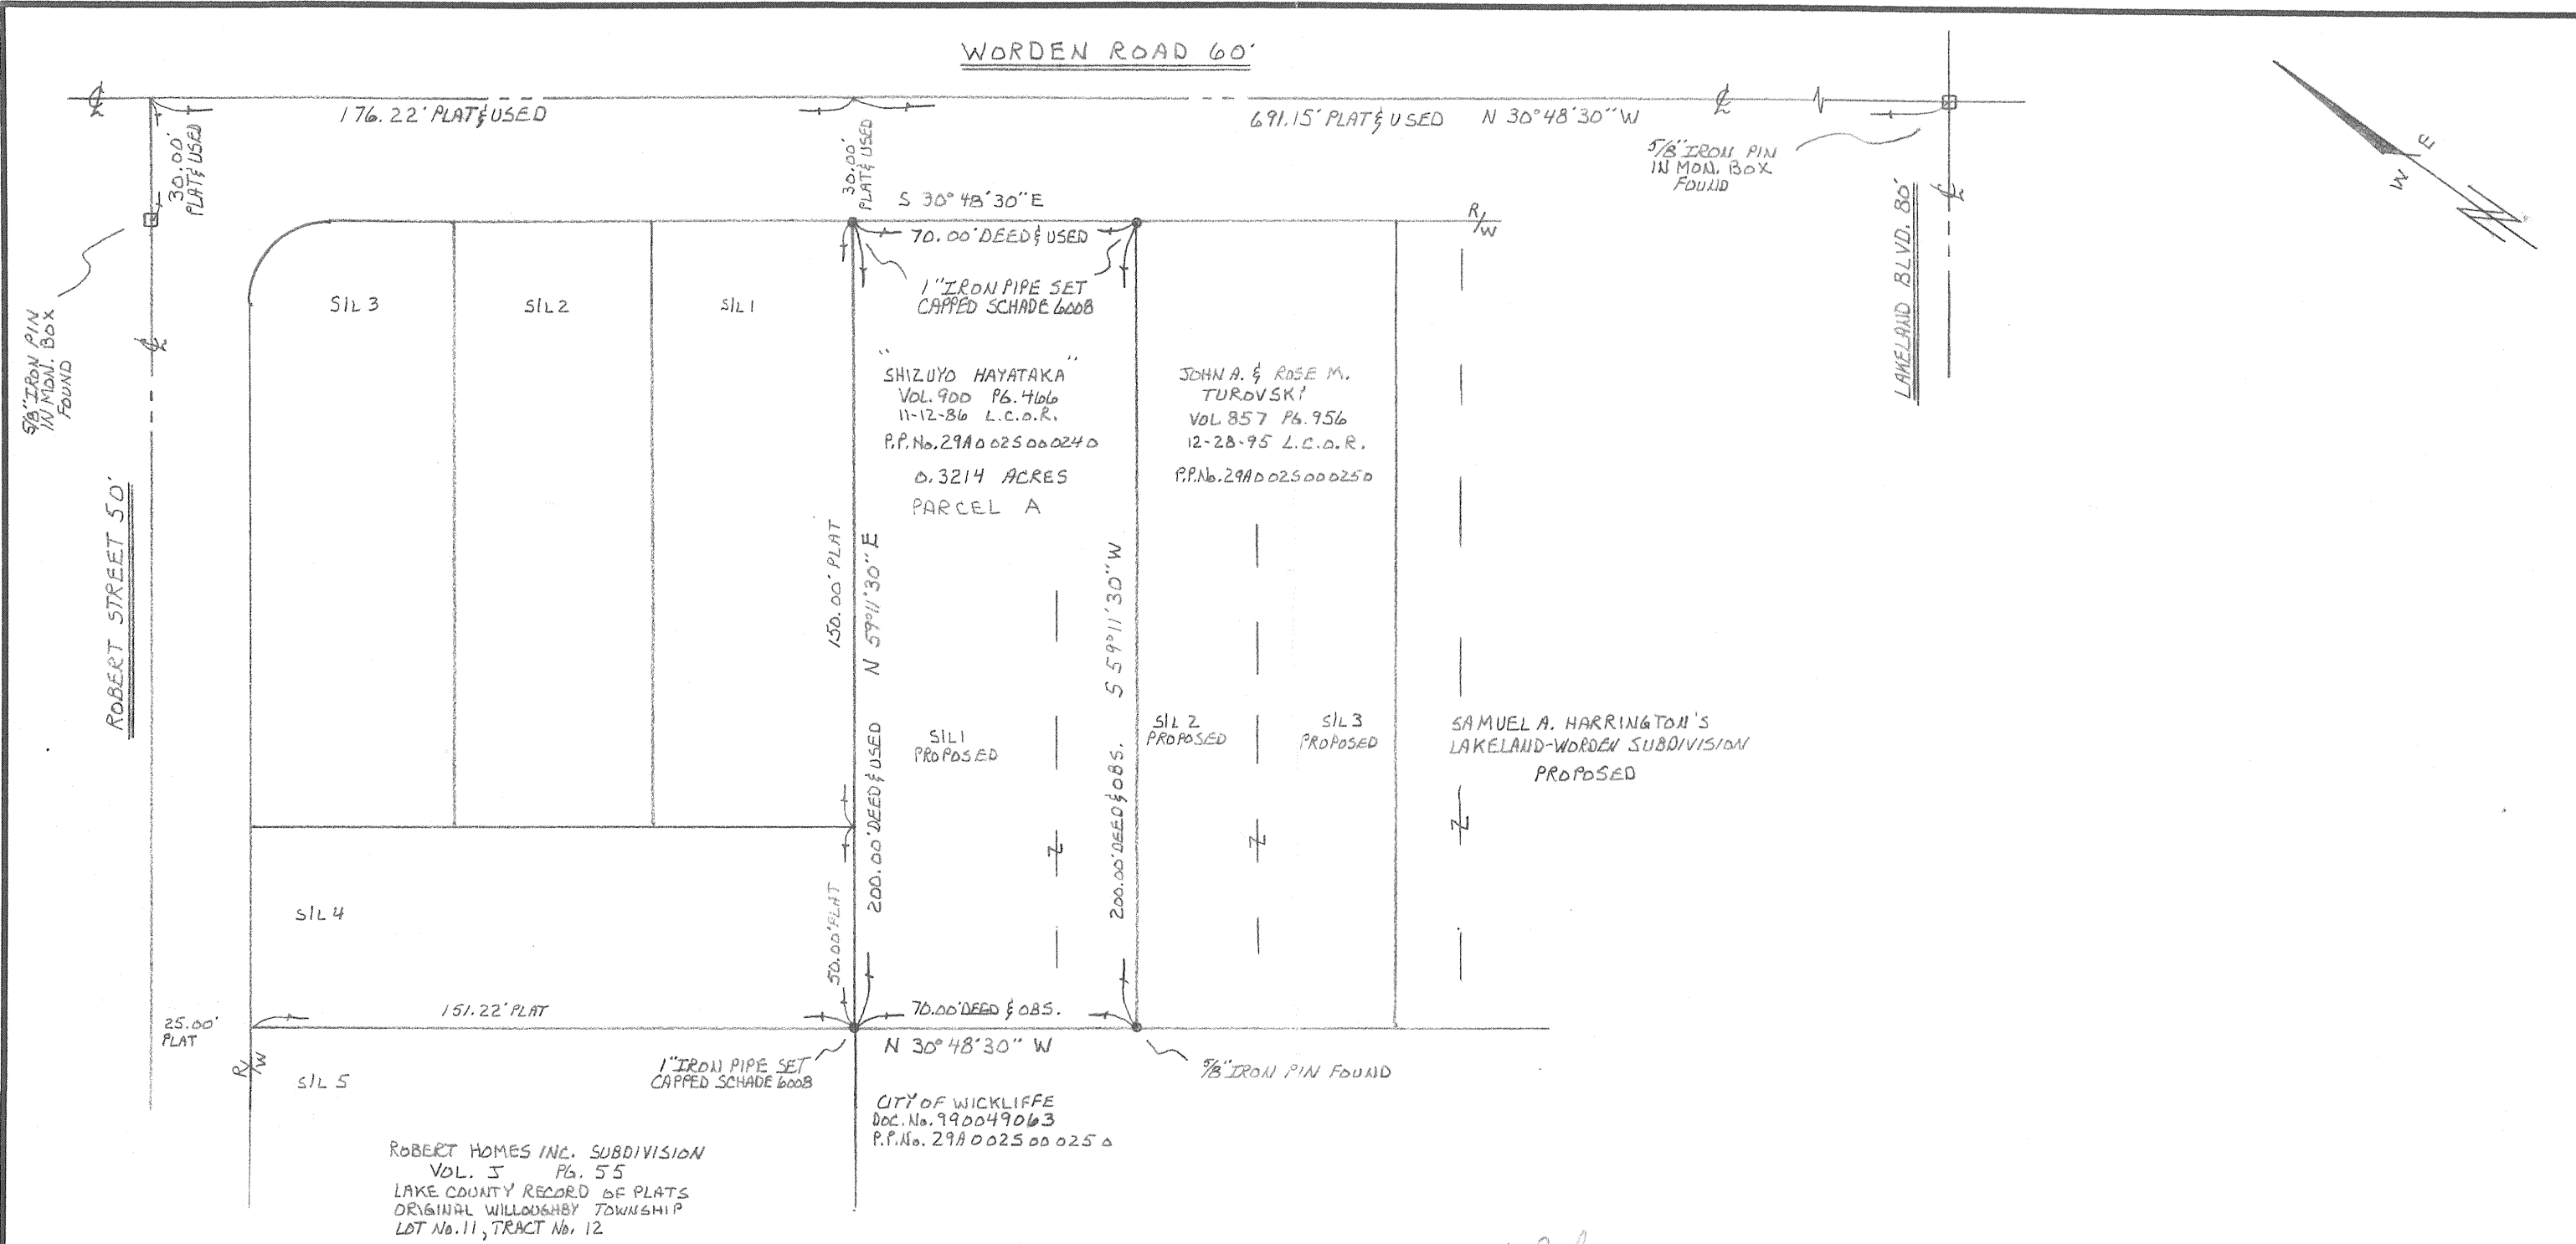 WORDEN ROAD 60'
℄
176.22' PLAT & USED
691.15' PLAT & USED N 30°48'30" W
℄
30.00'
PLAT & USED
30.00'
PLAT & USED
5/8" IRON PIN
IN MON. BOX
FOUND
E
W
N
S 30°48'30" E
70.00' DEED & USED
R/W
LAKELAND BLVD. 80'
℄
1" IRON PIPE SET
CAPPED SCHADE 6008
S/L 3
S/L 2
S/L 1
5/8" IRON PIN
IN MON. BOX
FOUND
℄
ROBERT STREET 50'
"SHIZUYO HAYATAKA"
VOL. 900 PG. 466
11-12-86 L.C.O.R.
P.P. No. 29A0025000240
0.3214 ACRES
PARCEL A
JOHN A. & ROSE M.
TUROVSKI
VOL 857 PG. 956
12-28-95 L.C.O.R.
P.P. No. 29A0025000250
150.00' PLAT
200.00' DEED & USED N 59°11'30" E
200.00' DEED & OBS. S 59°11'30" W
S/L 1
PROPOSED
S/L 2
PROPOSED
S/L 3
PROPOSED
SAMUEL A. HARRINGTON'S
LAKELAND-WORDEN SUBDIVISION
PROPOSED
Z
Z
Z
S/L 4
50.00' PLAT
151.22' PLAT
70.00' DEED & OBS.
25.00'
PLAT
R/W
N 30°48'30" W
1" IRON PIPE SET
CAPPED SCHADE 6008
5/8" IRON PIN FOUND
S/L 5
CITY OF WICKLIFFE
DOC. No. 990049063
P.P. No. 29A0025000250
ROBERT HOMES INC. SUBDIVISION
VOL. J PG. 55
LAKE COUNTY RECORD OF PLATS
ORIGINAL WILLOUGHBY TOWNSHIP
LOT No. 11, TRACT No. 12